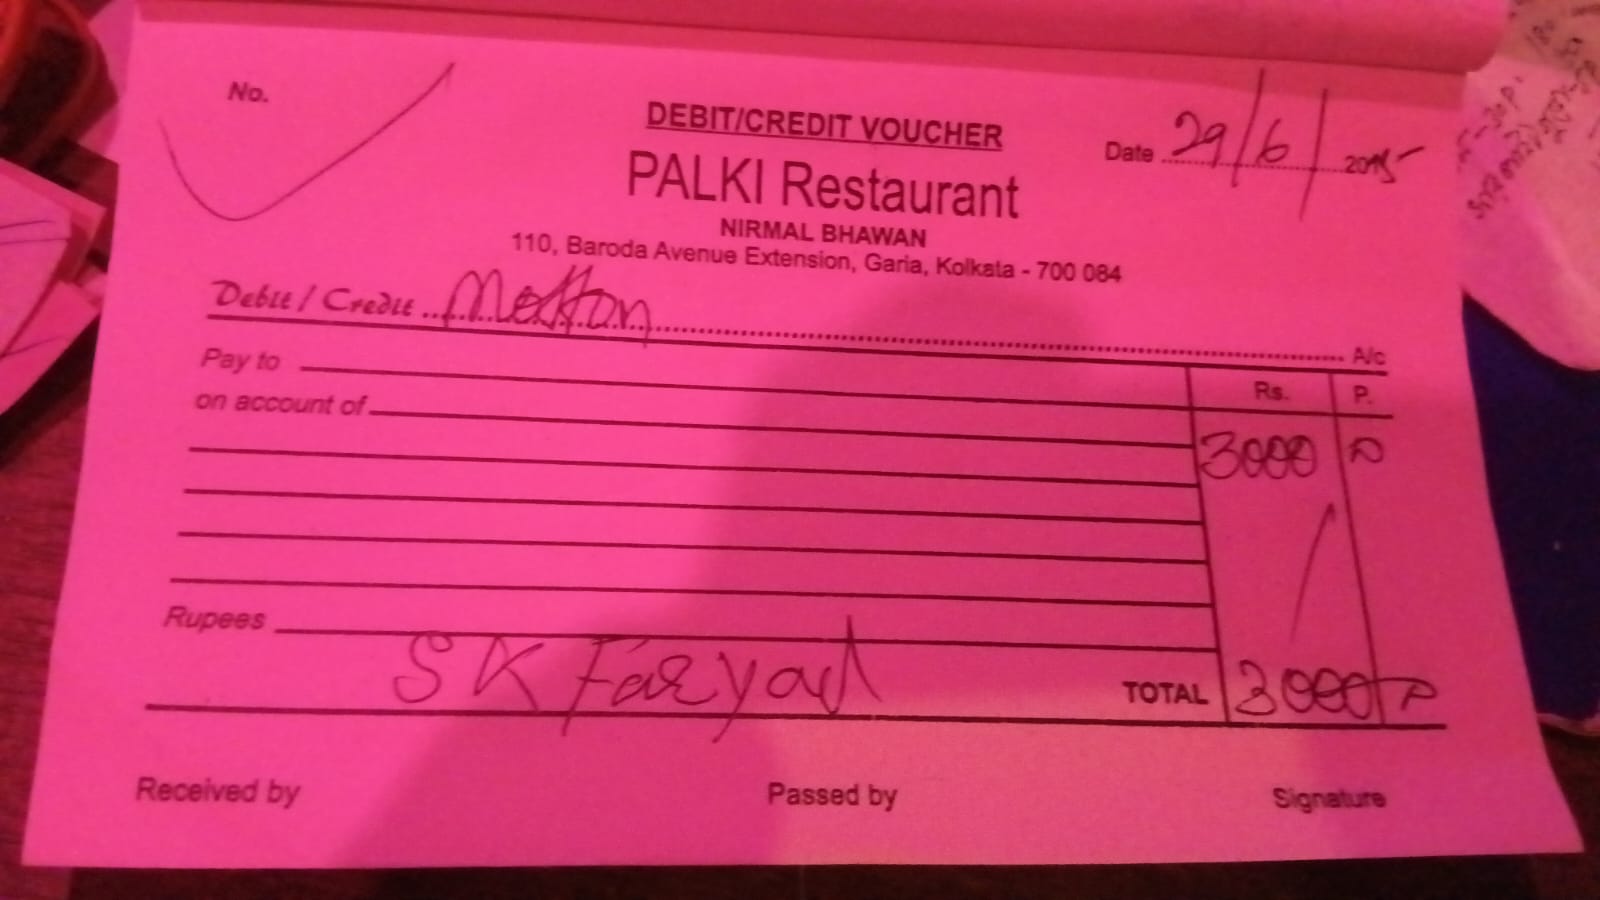 No.
DEBIT/CREDIT VOUCHER
Date 29/6/2015
PALKI Restaurant
NIRMAL BHAWAN
110, Baroda Avenue Extension, Garia, Kolkata - 700 084
Debit / Credit Motton A/c
Pay to
Rs. P.
on account of
3000
Rupees
SK Faryad
TOTAL 3000
Received by Passed by Signature